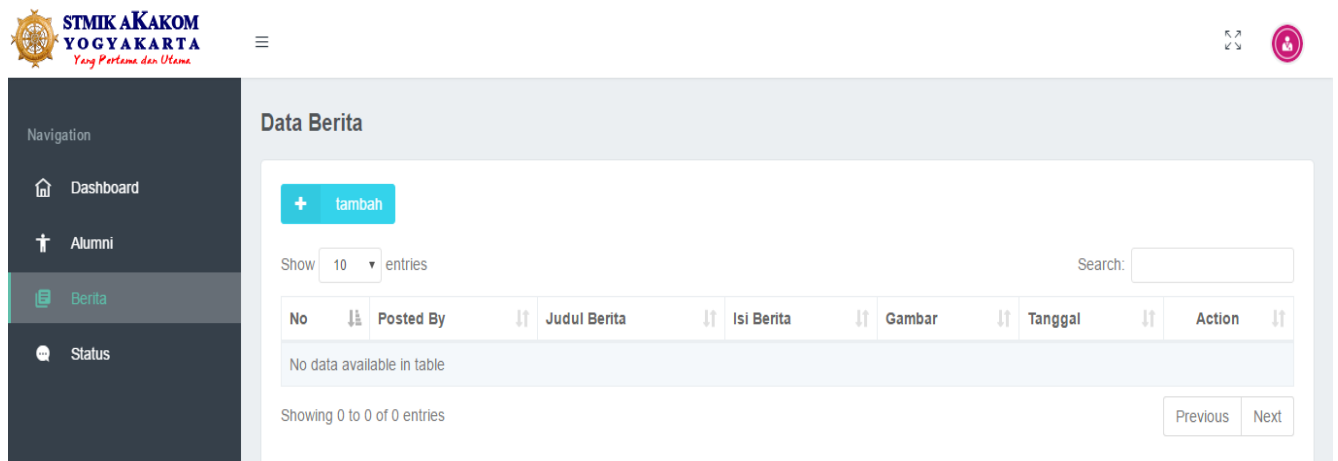 STMIK AKAKOM
YOGYAKARTA
Yang Pertama dan Utama
Navigation
Dashboard
Alumni
Berita
Status
Data Berita
+ tambah
Show 10 entries
Search:
No Posted By Judul Berita Isi Berita Gambar Tanggal Action
No data available in table
Showing 0 to 0 of 0 entries
Previous Next